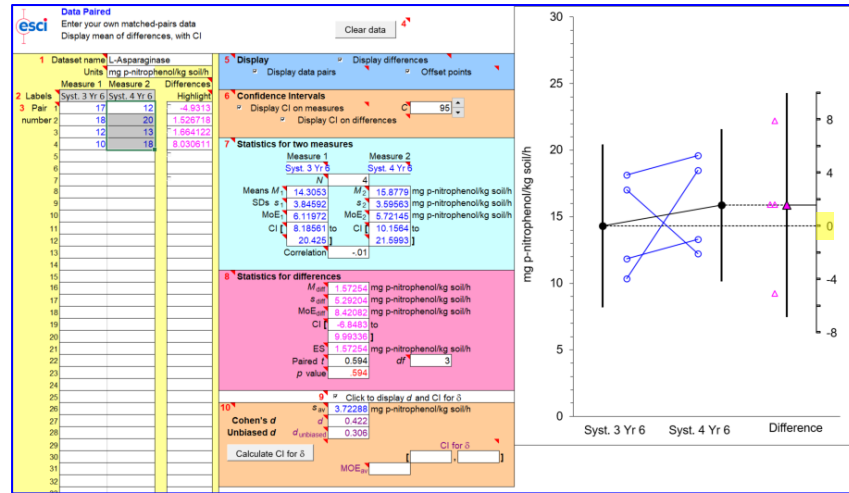 esci
Data Paired
Enter your own matched-pairs data
Display mean of differences, with CI
Clear data
4
1 Dataset name L-Asparaginase
Units mg p-nitrophenol/kg soil/h
Measure 1 Measure 2 Differences
2 Labels Syst. 3 Yr 6 Syst. 4 Yr 6 Highlight
3 Pair 1 17 12 -4.9313
number 2 18 20 1.526718
3 12 13 1.664122
4 10 18 8.030611
5
6
7
8
9
10
11
12
13
14
15
16
17
18
19
20
21
22
23
24
25
26
27
28
29
30
31
32
5 Display Display differences
Display data pairs Offset points
6 Confidence Intervals
Display CI on measures C 95
Display CI on differences
7 Statistics for two measures
Measure 1 Measure 2
Syst. 3 Yr 6 Syst. 4 Yr 6
N 4
Means M1 14.3053 M2 15.8779 mg p-nitrophenol/kg soil/h
SDs s1 3.84592 s2 3.59563 mg p-nitrophenol/kg soil/h
MoE1 6.11972 MoE2 5.72145 mg p-nitrophenol/kg soil/h
CI [ 8.18561 to CI [ 10.1564 to
20.425 ] 21.5993 ]
Correlation -.01
8 Statistics for differences
Mdiff 1.57254 mg p-nitrophenol/kg soil/h
sdiff 5.29204 mg p-nitrophenol/kg soil/h
MoEdiff 8.42082 mg p-nitrophenol/kg soil/h
CI [ -6.8483 to
9.99336 ]
ES 1.57254 mg p-nitrophenol/kg soil/h
Paired t 0.594 df 3
p value .594
9 Click to display d and CI for δ
10 sav 3.72288 mg p-nitrophenol/kg soil/h
Cohen's d d 0.422
Unbiased d dunbiased 0.306
Calculate CI for δ CI for δ
[ , ]
MOEav
mg p-nitrophenol/kg soil/h
30
25
20
15
10
5
0
8
4
0
-4
-8
Syst. 3 Yr 6 Syst. 4 Yr 6 Difference